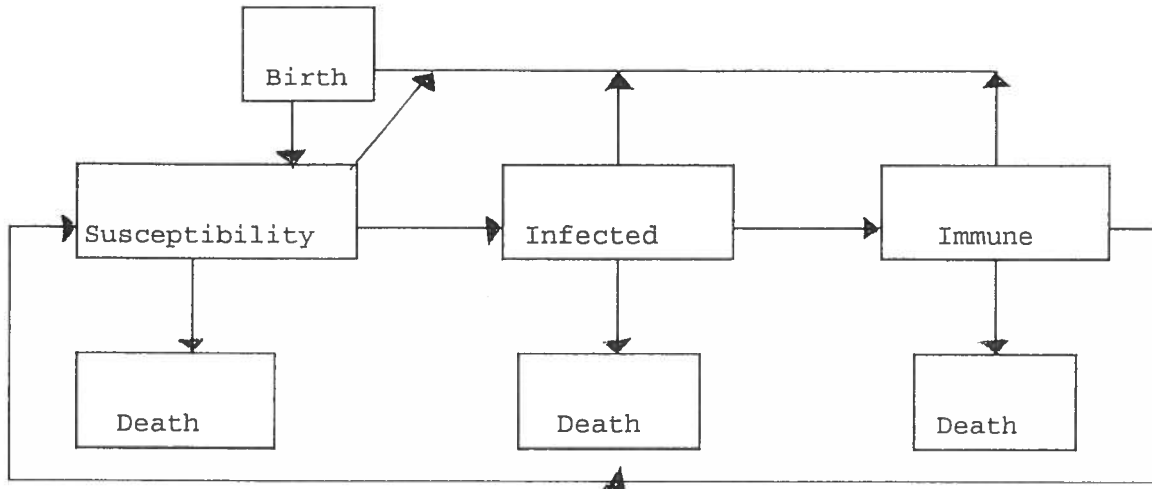 Birth
Susceptibility
Infected
Immune
Death
Death
Death